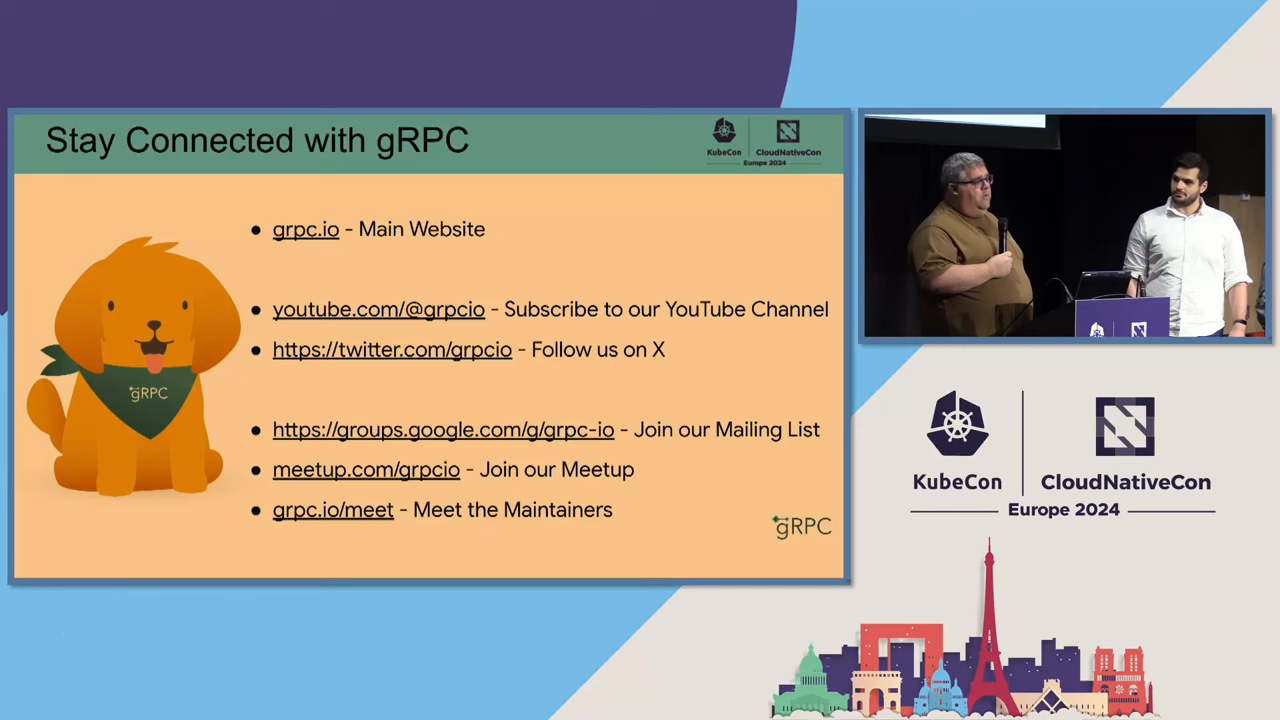 Stay Connected with gRPC
KubeCon
CloudNativeCon
Europe 2024
grpc.io - Main Website
youtube.com/@grpcio - Subscribe to our YouTube Channel
https://twitter.com/grpcio - Follow us on X
https://groups.google.com/g/grpc-io - Join our Mailing List
meetup.com/grpcio - Join our Meetup
grpc.io/meet - Meet the Maintainers
gRPC
gRPC
KubeCon
CloudNativeCon
Europe 2024